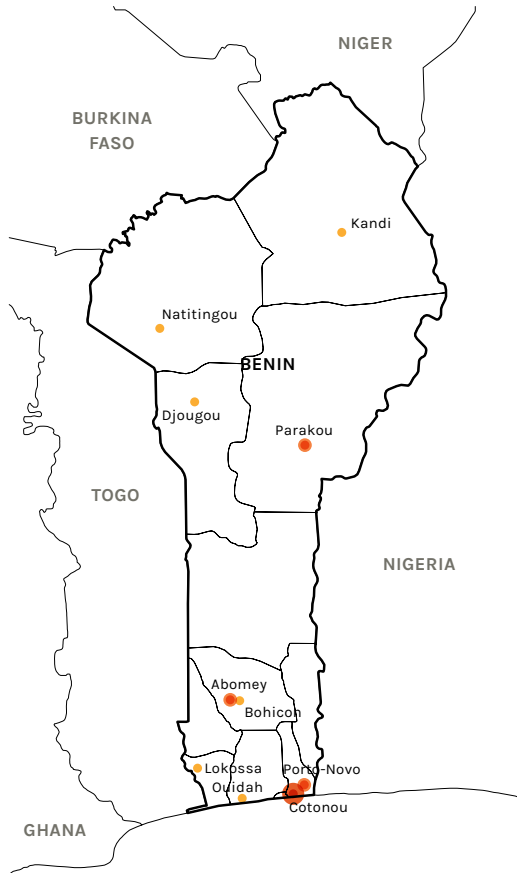 NIGER
BURKINA
FASO
Kandi
Natitingou
BENIN
Djougou
Parakou
TOGO
NIGERIA
Abomey
Bohicon
Lokossa
Porto-Novo
Ouidah
Cotonou
GHANA